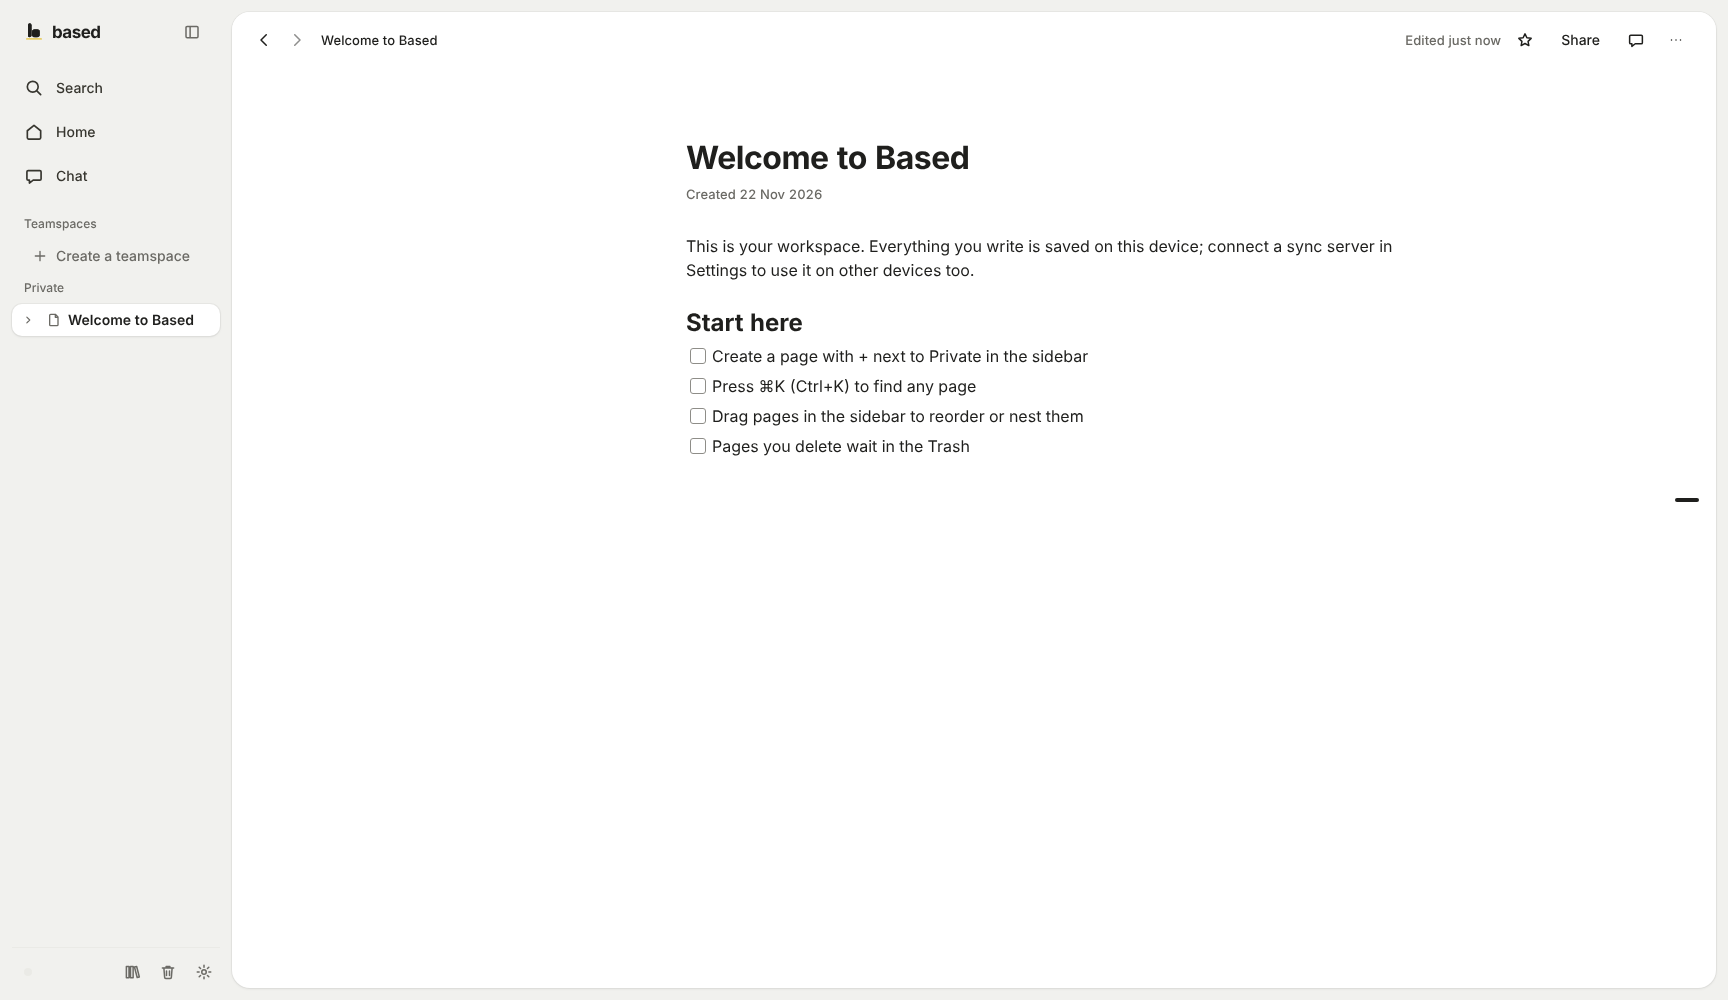 based
Search
Home
Chat
Teamspaces
Create a teamspace
Private
Welcome to Based
Welcome to Based
Edited just now
Share
Welcome to Based
Created 22 Nov 2026
This is your workspace. Everything you write is saved on this device; connect a sync server in
Settings to use it on other devices too.
Start here
Create a page with + next to Private in the sidebar
Press ⌘K (Ctrl+K) to find any page
Drag pages in the sidebar to reorder or nest them
Pages you delete wait in the Trash